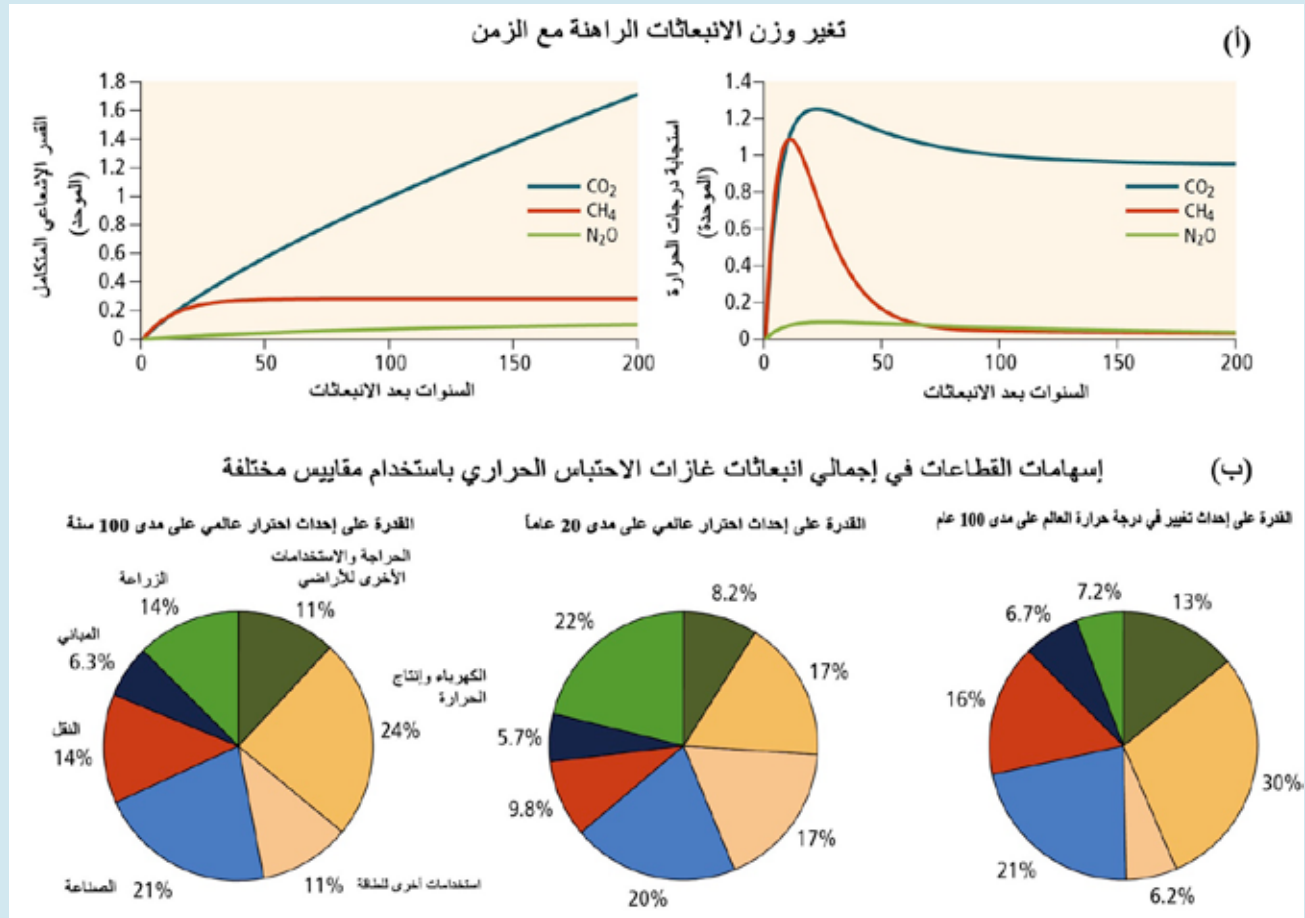 (أ)
تغير وزن الانبعاثات الراهنة مع الزمن
القسر الإشعاعي المتكامل
(الموحد)
1.8
1.6
1.4
1.2
1
0.8
0.6
0.4
0.2
0
0
50
100
150
200
CO₂
CH₄
N₂O
السنوات بعد الانبعاثات
استجابة درجات الحرارة
(الموحدة)
1.4
1.2
1
0.8
0.6
0.4
0.2
0
0
50
100
150
200
CO₂
CH₄
N₂O
السنوات بعد الانبعاثات
(ب)
إسهامات القطاعات في إجمالي انبعاثات غازات الاحتباس الحراري باستخدام مقاييس مختلفة
القدرة على إحداث احترار عالمي على مدى 100 سنة
الحراجة والاستخدامات
الأخرى للأراضي
11%
الكهرباء وإنتاج
الحرارة
24%
استخدامات أخرى للطاقة
11%
الصناعة
21%
النقل
14%
المباني
6.3%
الزراعة
14%
القدرة على إحداث احترار عالمي على مدى 20 عاماً
8.2%
17%
17%
20%
9.8%
5.7%
22%
القدرة على إحداث تغيير في درجة حرارة العالم على مدى 100 عام
13%
30%
6.2%
21%
16%
6.7%
7.2%